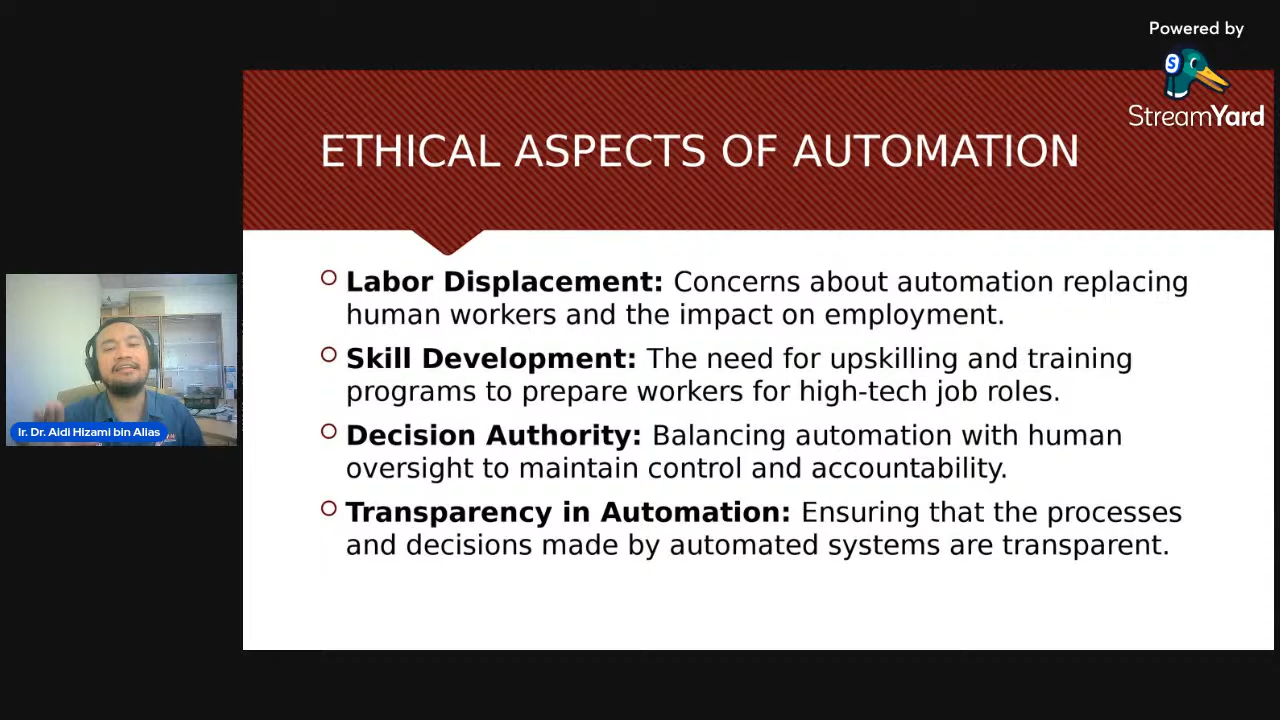 Powered by
S
StreamYard
ETHICAL ASPECTS OF AUTOMATION
Labor Displacement: Concerns about automation replacing
human workers and the impact on employment.
Skill Development: The need for upskilling and training
programs to prepare workers for high-tech job roles.
Decision Authority: Balancing automation with human
oversight to maintain control and accountability.
Transparency in Automation: Ensuring that the processes
and decisions made by automated systems are transparent.
Ir. Dr. Aidi Hizami bin Alias